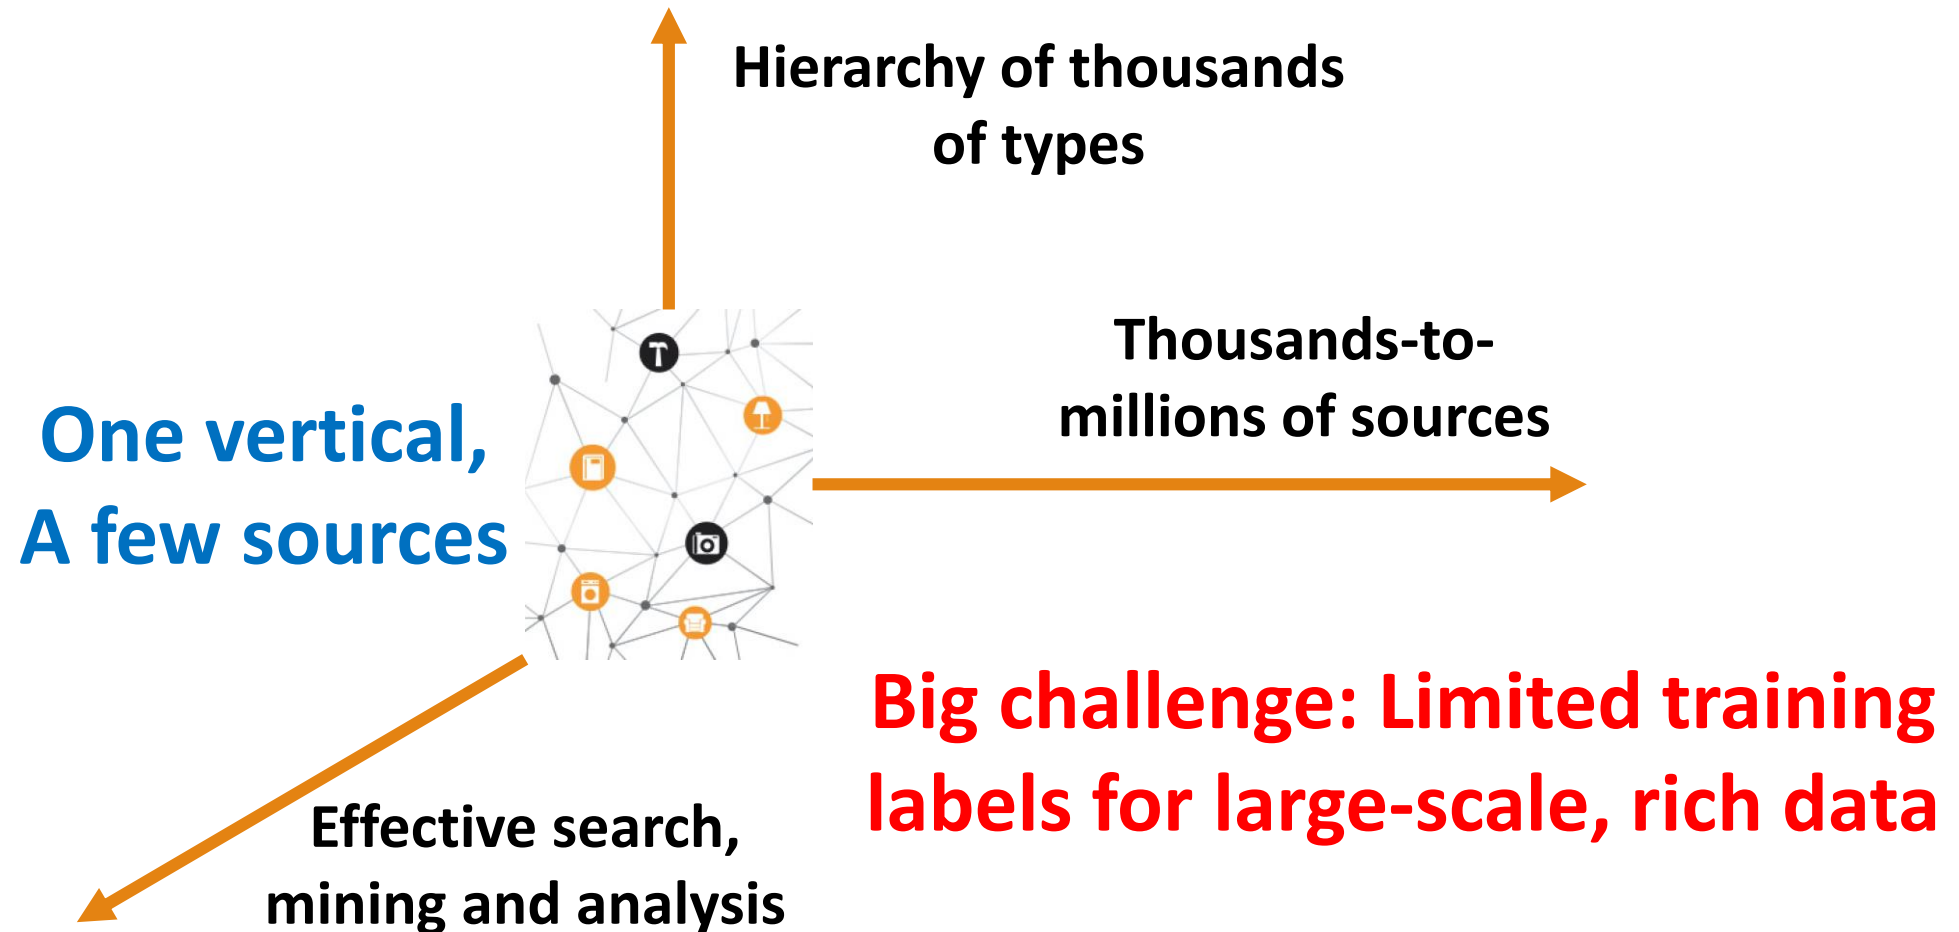 Hierarchy of thousands
of types
Thousands-to-
millions of sources
One vertical,
A few sources
Big challenge: Limited training
labels for large-scale, rich data
Effective search,
mining and analysis